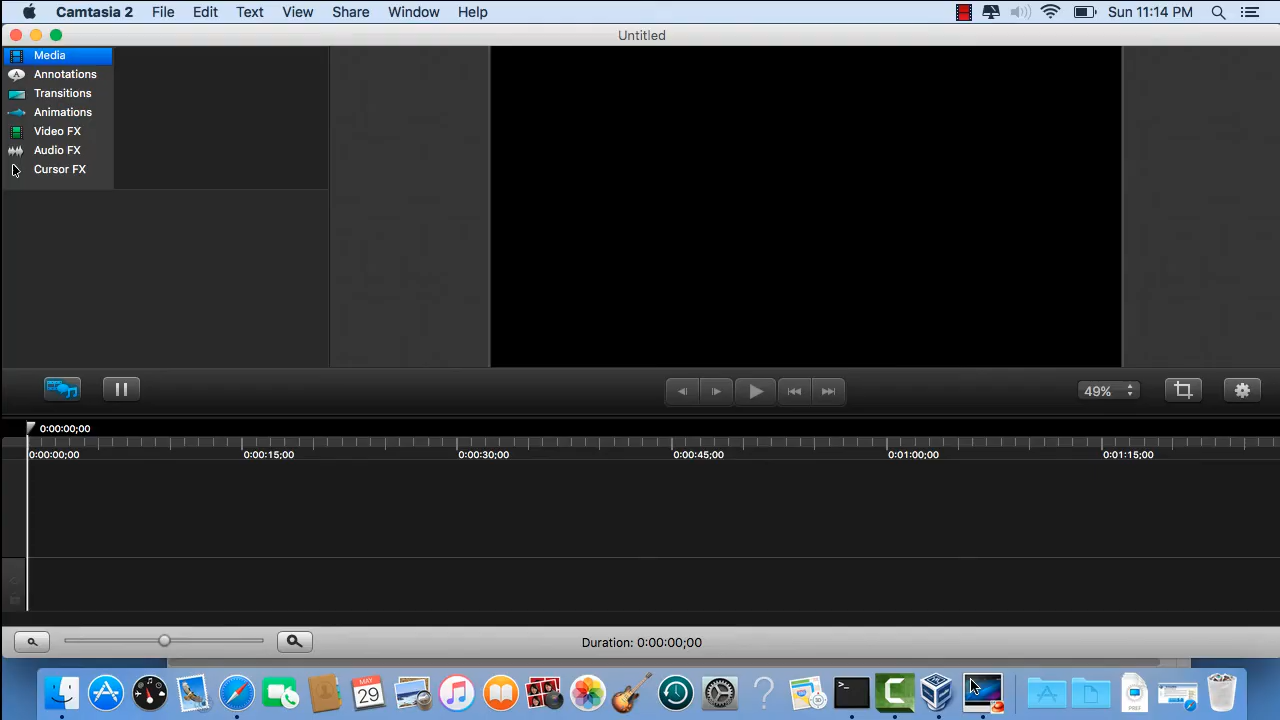 Camtasia 2 File Edit Text View Share Window Help Sun 11:14 PM
Untitled
Media
Annotations
Transitions
Animations
Video FX
Audio FX
Cursor FX
49%
0:00:00;00
0:00:00;00 0:00:15;00 0:00:30;00 0:00:45;00 0:01:00;00 0:01:15;00
Duration: 0:00:00;00
MAY
29